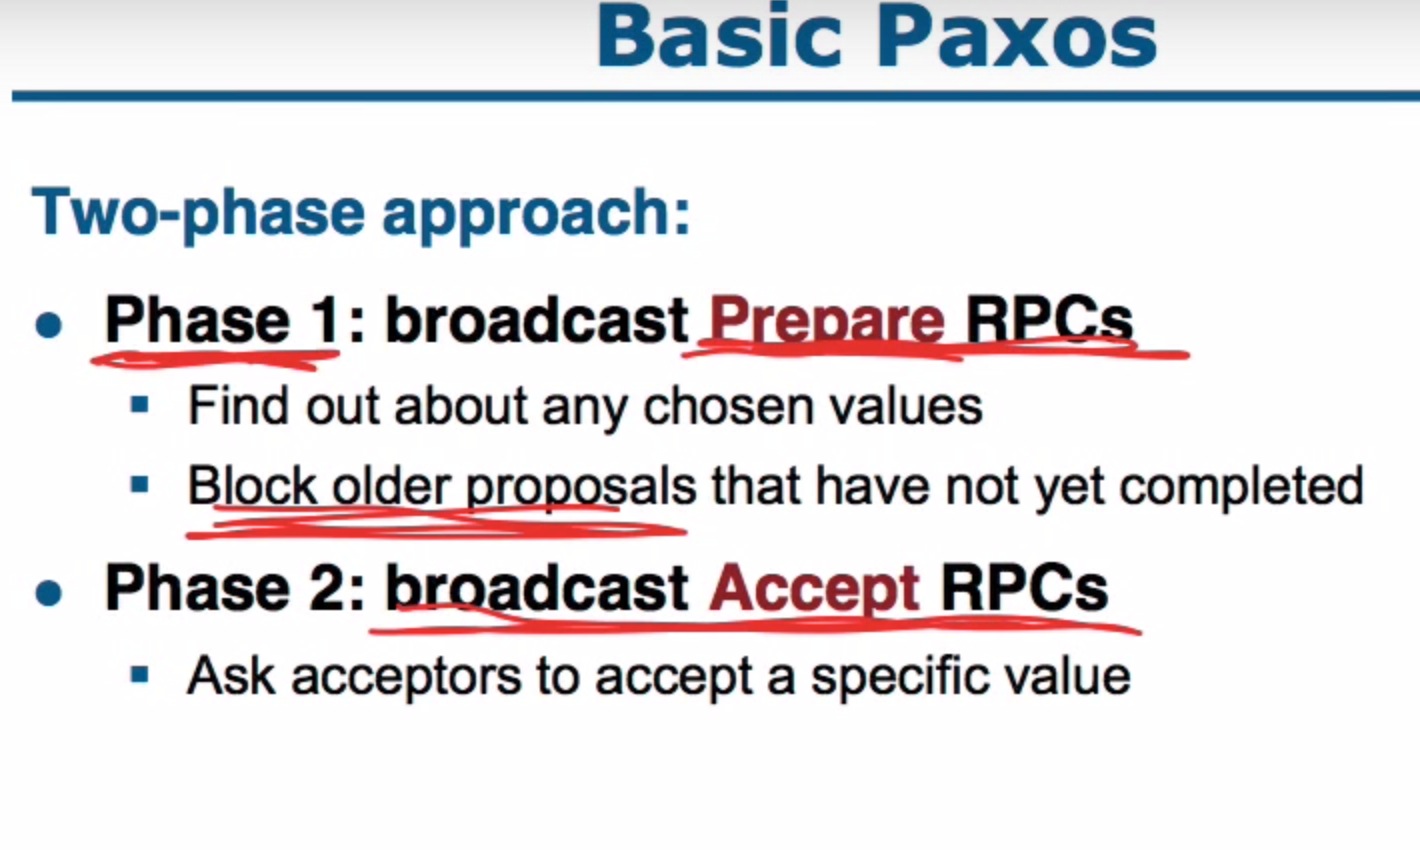 Basic Paxos
Two-phase approach:
● Phase 1: broadcast Prepare RPCs
▪ Find out about any chosen values
▪ Block older proposals that have not yet completed
● Phase 2: broadcast Accept RPCs
▪ Ask acceptors to accept a specific value